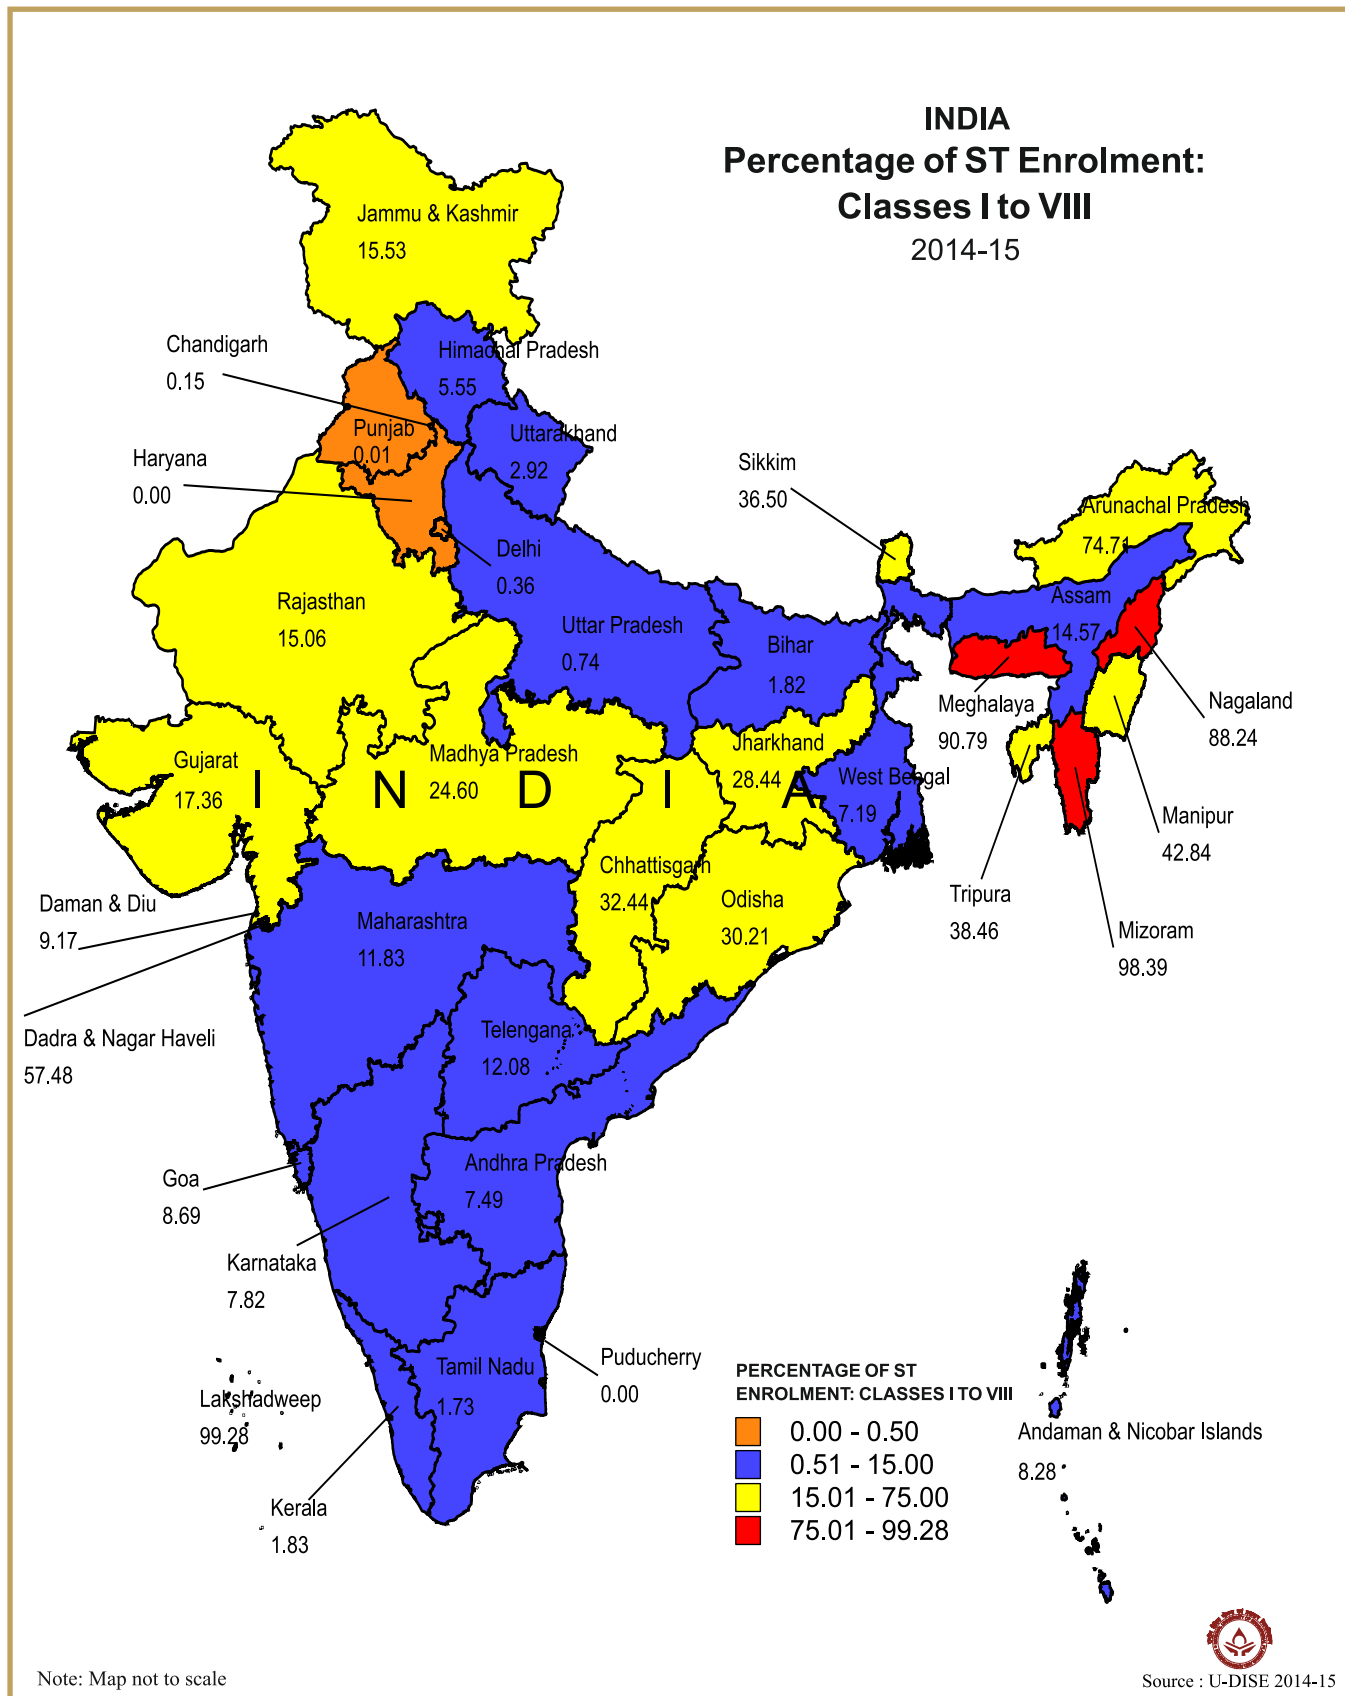 INDIA
Percentage of ST Enrolment:
Classes I to VIII
2014-15
Jammu & Kashmir
15.53
Chandigarh
0.15
Himachal Pradesh
5.55
Punjab
0.01
Uttarakhand
2.92
Haryana
0.00
Sikkim
36.50
Arunachal Pradesh
74.71
Delhi
0.36
Rajasthan
15.06
Assam
14.57
Uttar Pradesh
0.74
Bihar
1.82
Meghalaya
90.79
Nagaland
88.24
Gujarat
17.36
Madhya Pradesh
24.60
Jharkhand
28.44
West Bengal
7.19
I N D I A
Manipur
42.84
Chhattisgarh
32.44
Odisha
30.21
Tripura
38.46
Daman & Diu
9.17
Maharashtra
11.83
Mizoram
98.39
Dadra & Nagar Haveli
57.48
Telengana
12.08
Andhra Pradesh
7.49
Goa
8.69
Karnataka
7.82
Puducherry
0.00
Tamil Nadu
1.73
Lakshadweep
99.28
Kerala
1.83
PERCENTAGE OF ST
ENROLMENT: CLASSES I TO VIII
0.00 - 0.50
0.51 - 15.00
15.01 - 75.00
75.01 - 99.28
Andaman & Nicobar Islands
8.28
Note: Map not to scale
Source : U-DISE 2014-15